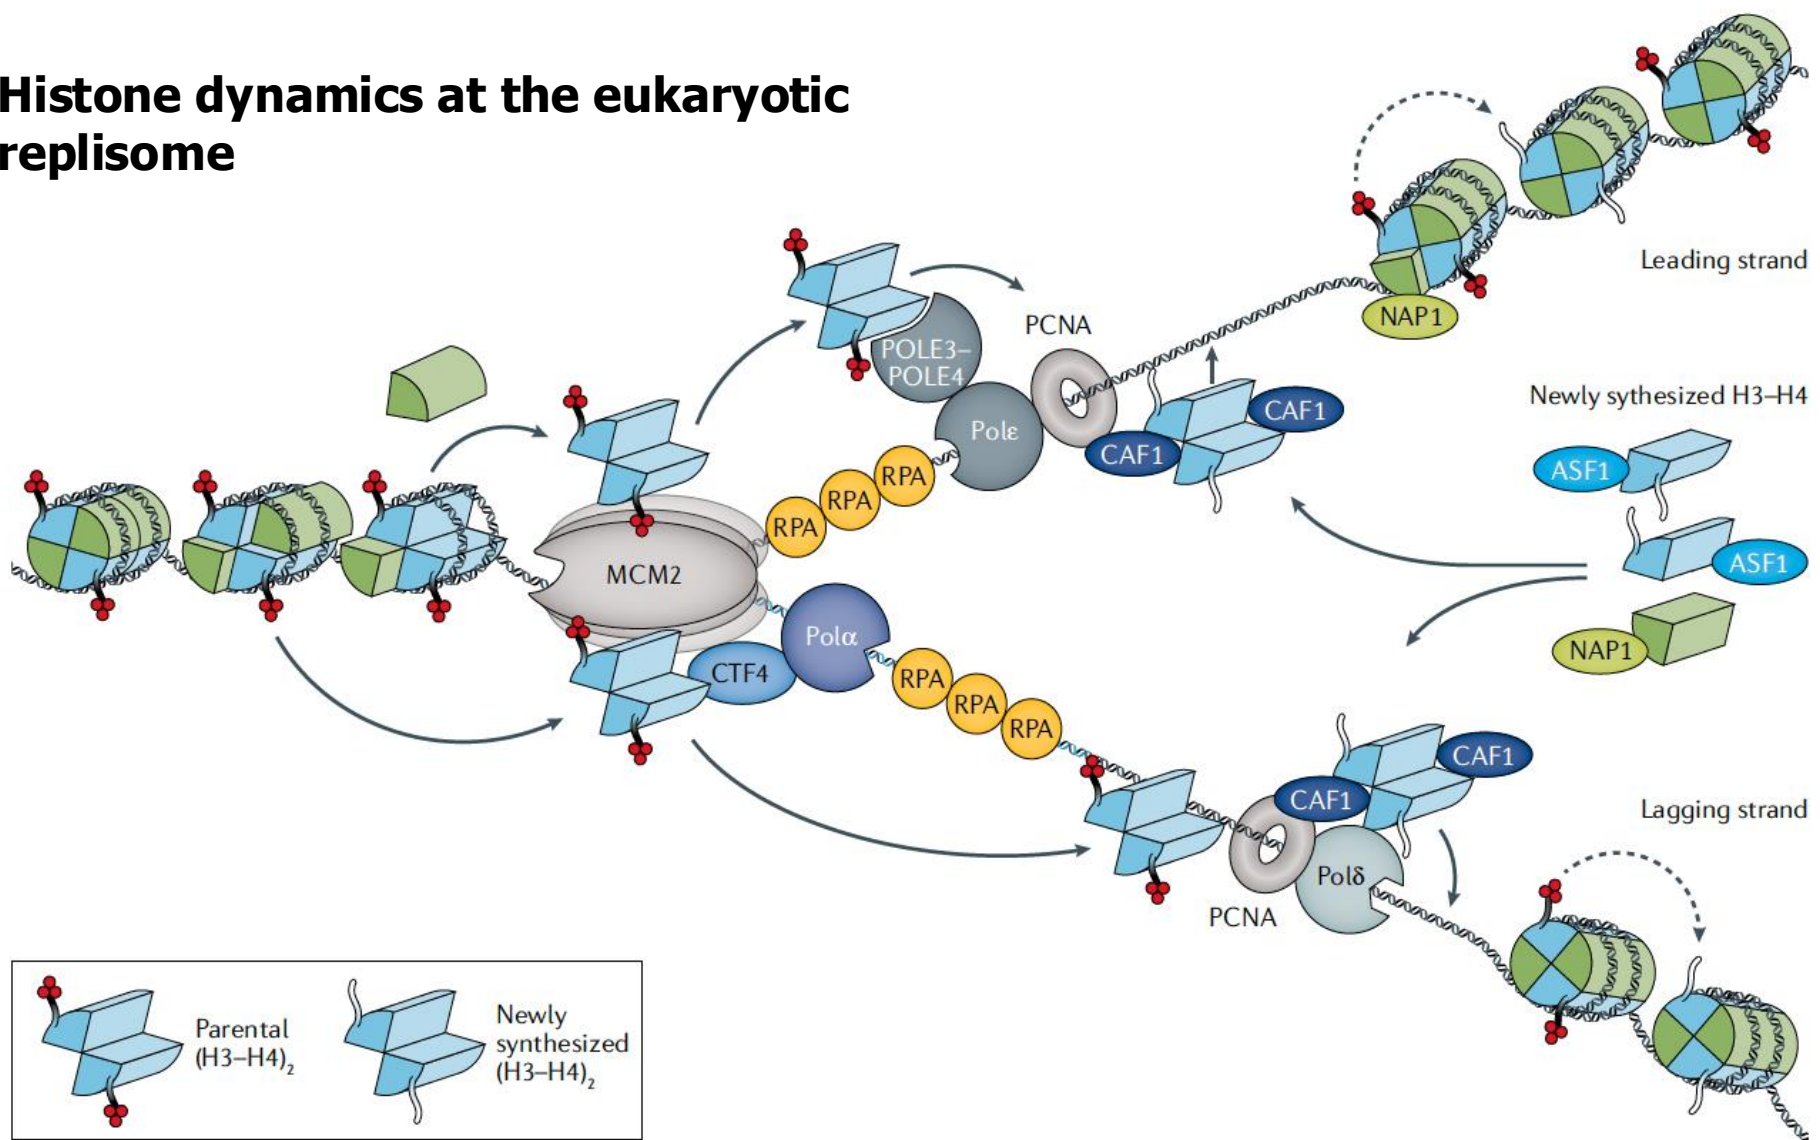 Histone dynamics at the eukaryotic
replisome
Leading strand
NAP1
PCNA
POLE3–
POLE4
Newly sythesized H3–H4
CAF1
Polε
CAF1
ASF1
RPA
RPA
RPA
MCM2
ASF1
Polα
NAP1
CTF4
RPA
RPA
RPA
CAF1
CAF1
Lagging strand
Polδ
PCNA
Parental
(H3–H4)2
Newly
synthesized
(H3–H4)2